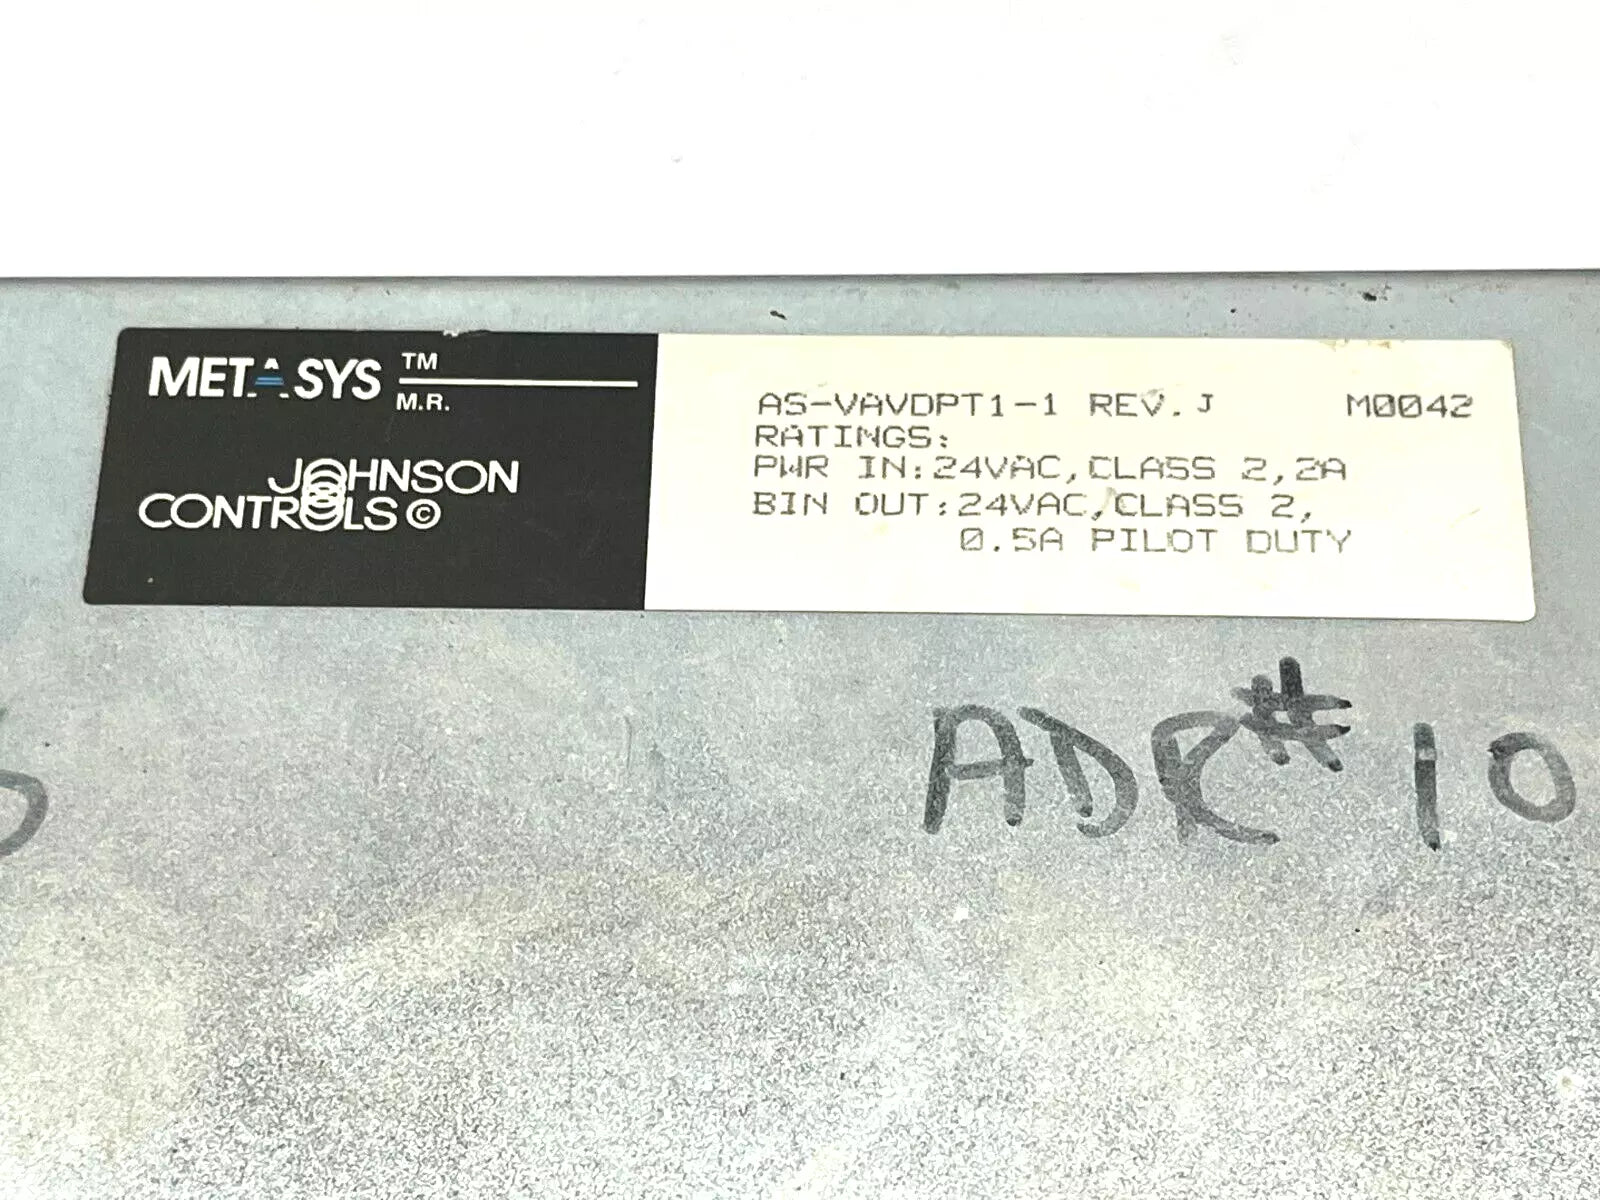 METASYS TM
M.R.
JOHNSON
CONTROLS ©
AS-VAVDPT1-1 REV. J M0042
RATINGS:
PWR IN:24VAC,CLASS 2,2A
BIN OUT:24VAC,CLASS 2,
0.5A PILOT DUTY
ADR# 10